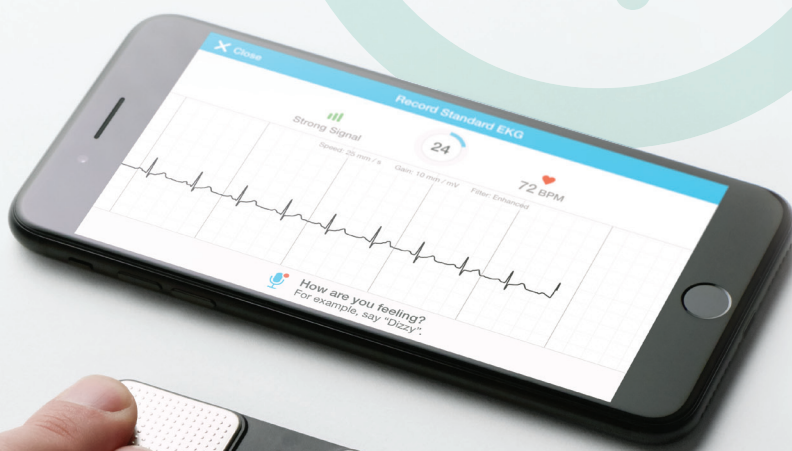 Close
Record Standard EKG
Strong Signal
24
72 BPM
Speed: 25 mm / s Gain: 10 mm / mV Filter: Enhanced
How are you feeling?
For example, say "Dizzy".